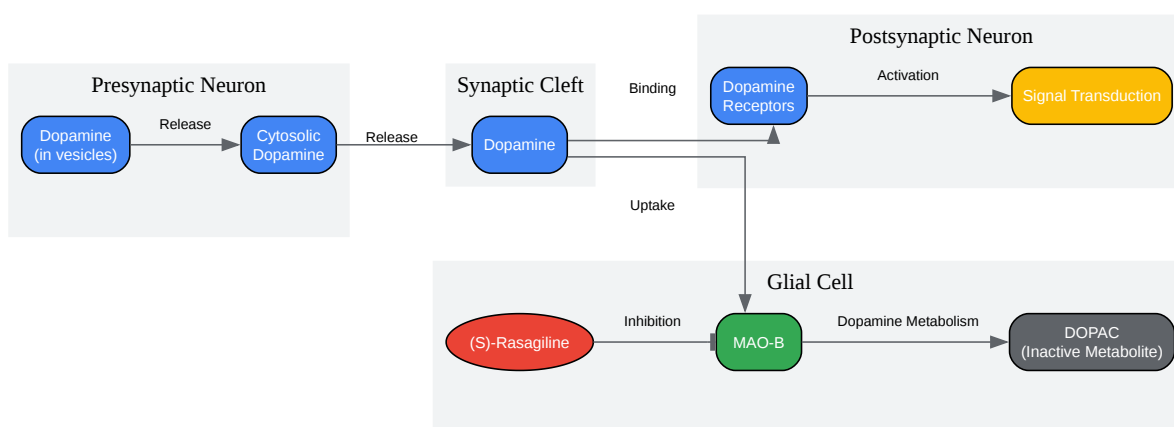 Postsynaptic Neuron
Presynaptic Neuron
Synaptic Cleft
Binding
Dopamine
Receptors
Activation
Signal Transduction
Dopamine
(in vesicles)
Release
Cytosolic
Dopamine
Release
Dopamine
Uptake
Glial Cell
(S)-Rasagiline
Inhibition
MAO-B
Dopamine Metabolism
DOPAC
(Inactive Metabolite)